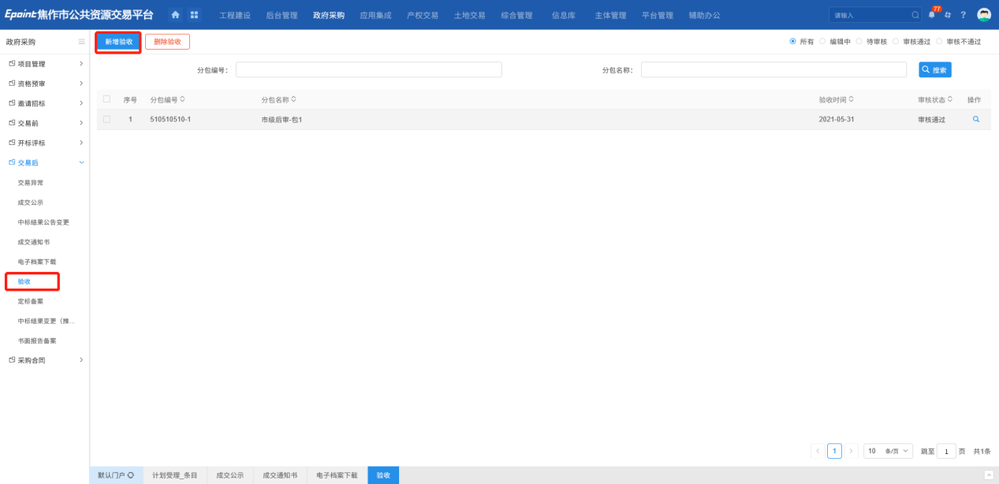 Epoint焦作市公共资源交易平台 工程建设 后台管理 政府采购 应用集成 产权交易 土地交易 综合管理 信息库 主体管理 平台管理 辅助办公 请输入 77 ?
政府采购 新增验收 删除验收 所有 编辑中 待审核 审核通过 审核不通过
项目管理
资格预审
邀请招标
交易前
开标评标
交易后
交易异常
成交公示
中标结果公告变更
成交通知书
电子档案下载
验收
定标备案
中标结果变更（推...
书面报告备案
采购合同
分包编号： 分包名称： 搜索
序号 分包编号 分包名称 验收时间 审核状态 操作
1 510510510-1 市级后审-包1 2021-05-31 审核通过
1 10 条/页 跳至 1 页 共1条
默认门户 计划受理_条目 成交公示 成交通知书 电子档案下载 验收